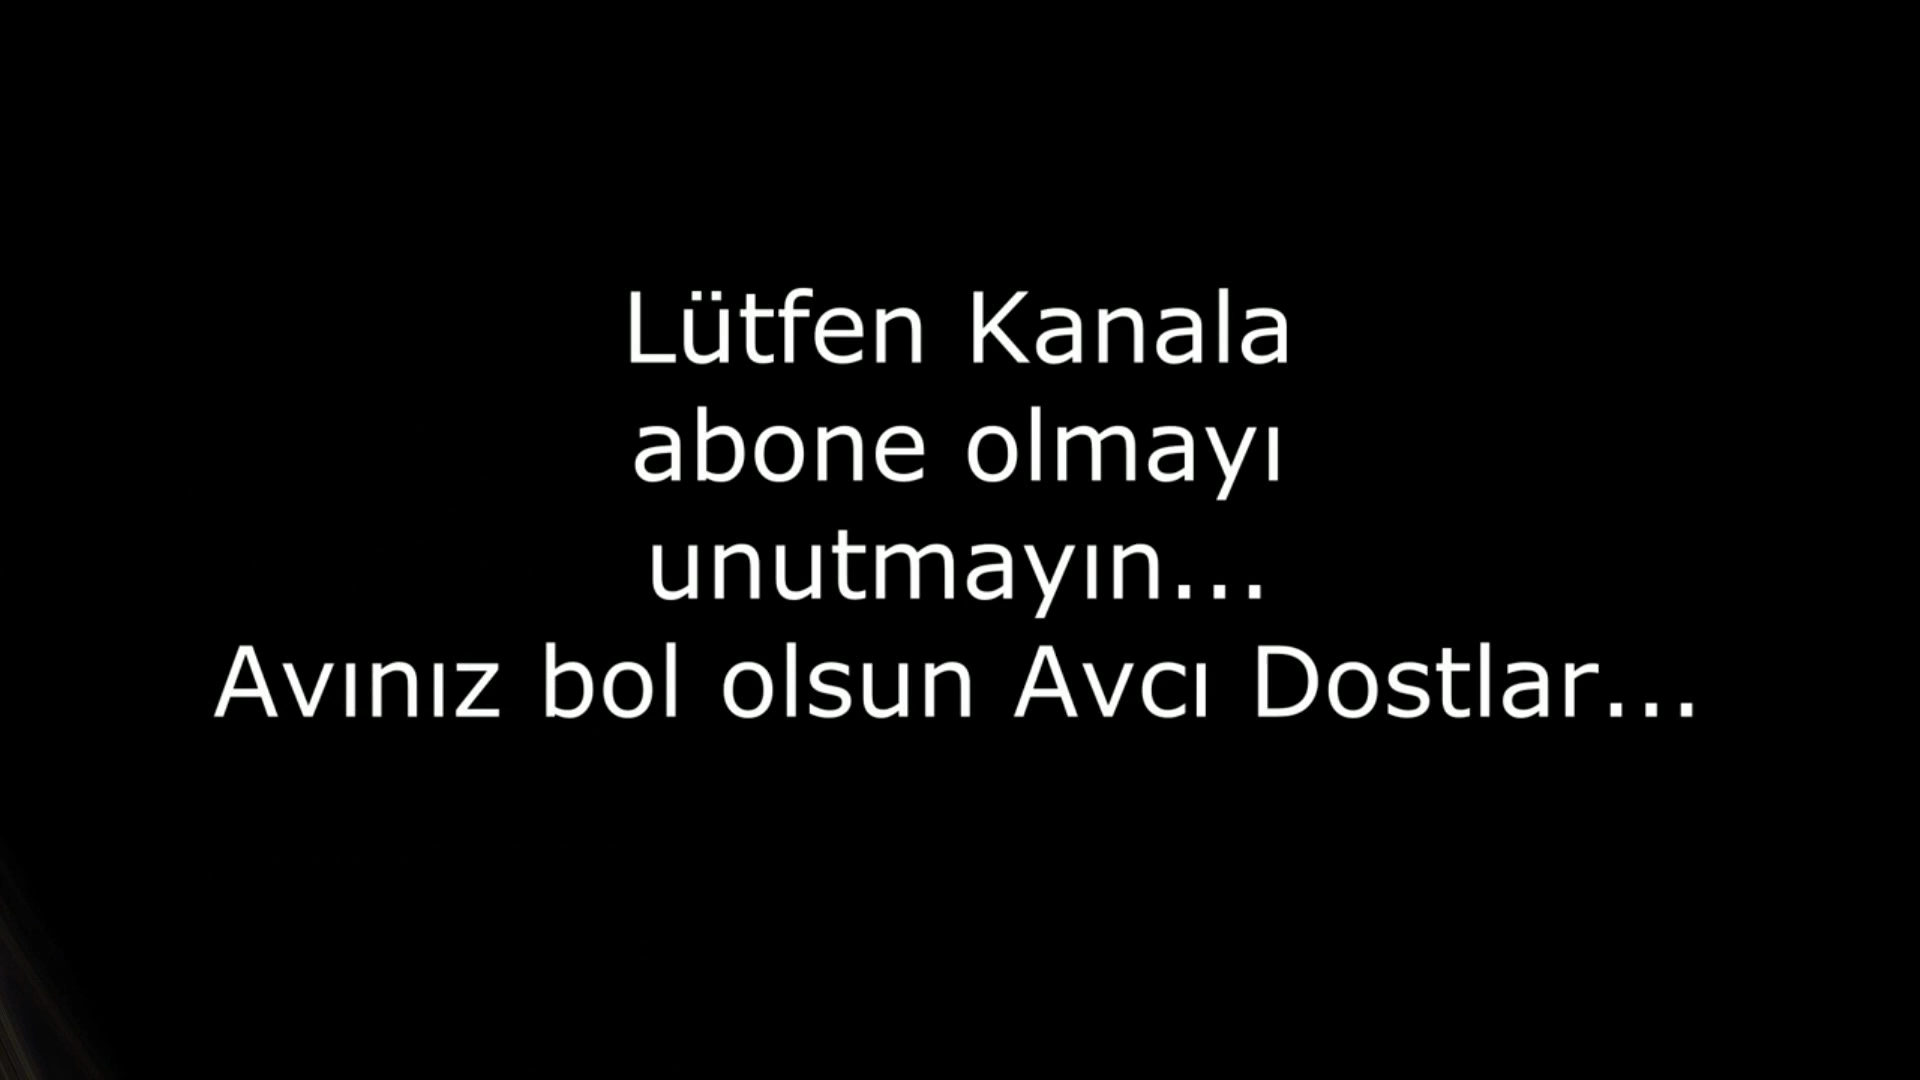 Lütfen Kanala
abone olmayı
unutmayın...
Avınız bol olsun Avcı Dostlar...